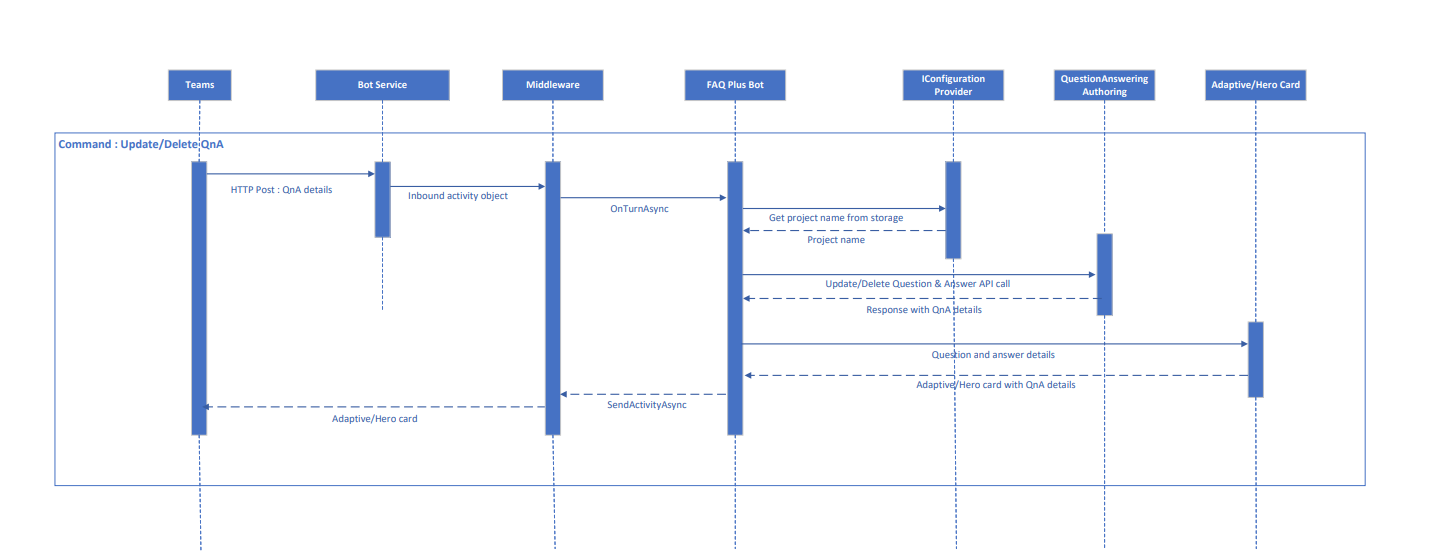 Teams
Bot Service
Middleware
FAQ Plus Bot
IConfiguration
Provider
QuestionAnswering
Authoring
Adaptive/Hero Card
Command : Update/Delete QnA
HTTP Post : QnA details
Inbound activity object
OnTurnAsync
Get project name from storage
Project name
Update/Delete Question & Answer API call
Response with QnA details
Question and answer details
Adaptive/Hero card with QnA details
SendActivityAsync
Adaptive/Hero card